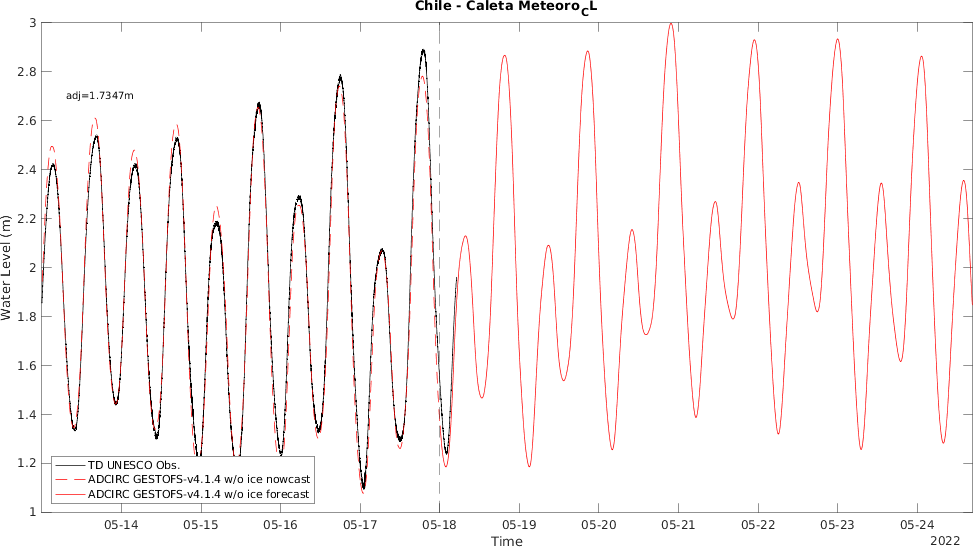 Chile - Caleta Meteoro_CL
3
2.8
adj=1.7347m
2.6
2.4
2.2
2
1.8
1.6
1.4
1.2
1
Water Level (m)
TD UNESCO Obs.
ADCIRC GESTOFS-v4.1.4 w/o ice nowcast
ADCIRC GESTOFS-v4.1.4 w/o ice forecast
05-14 05-15 05-16 05-17 05-18 05-19 05-20 05-21 05-22 05-23 05-24
Time
2022